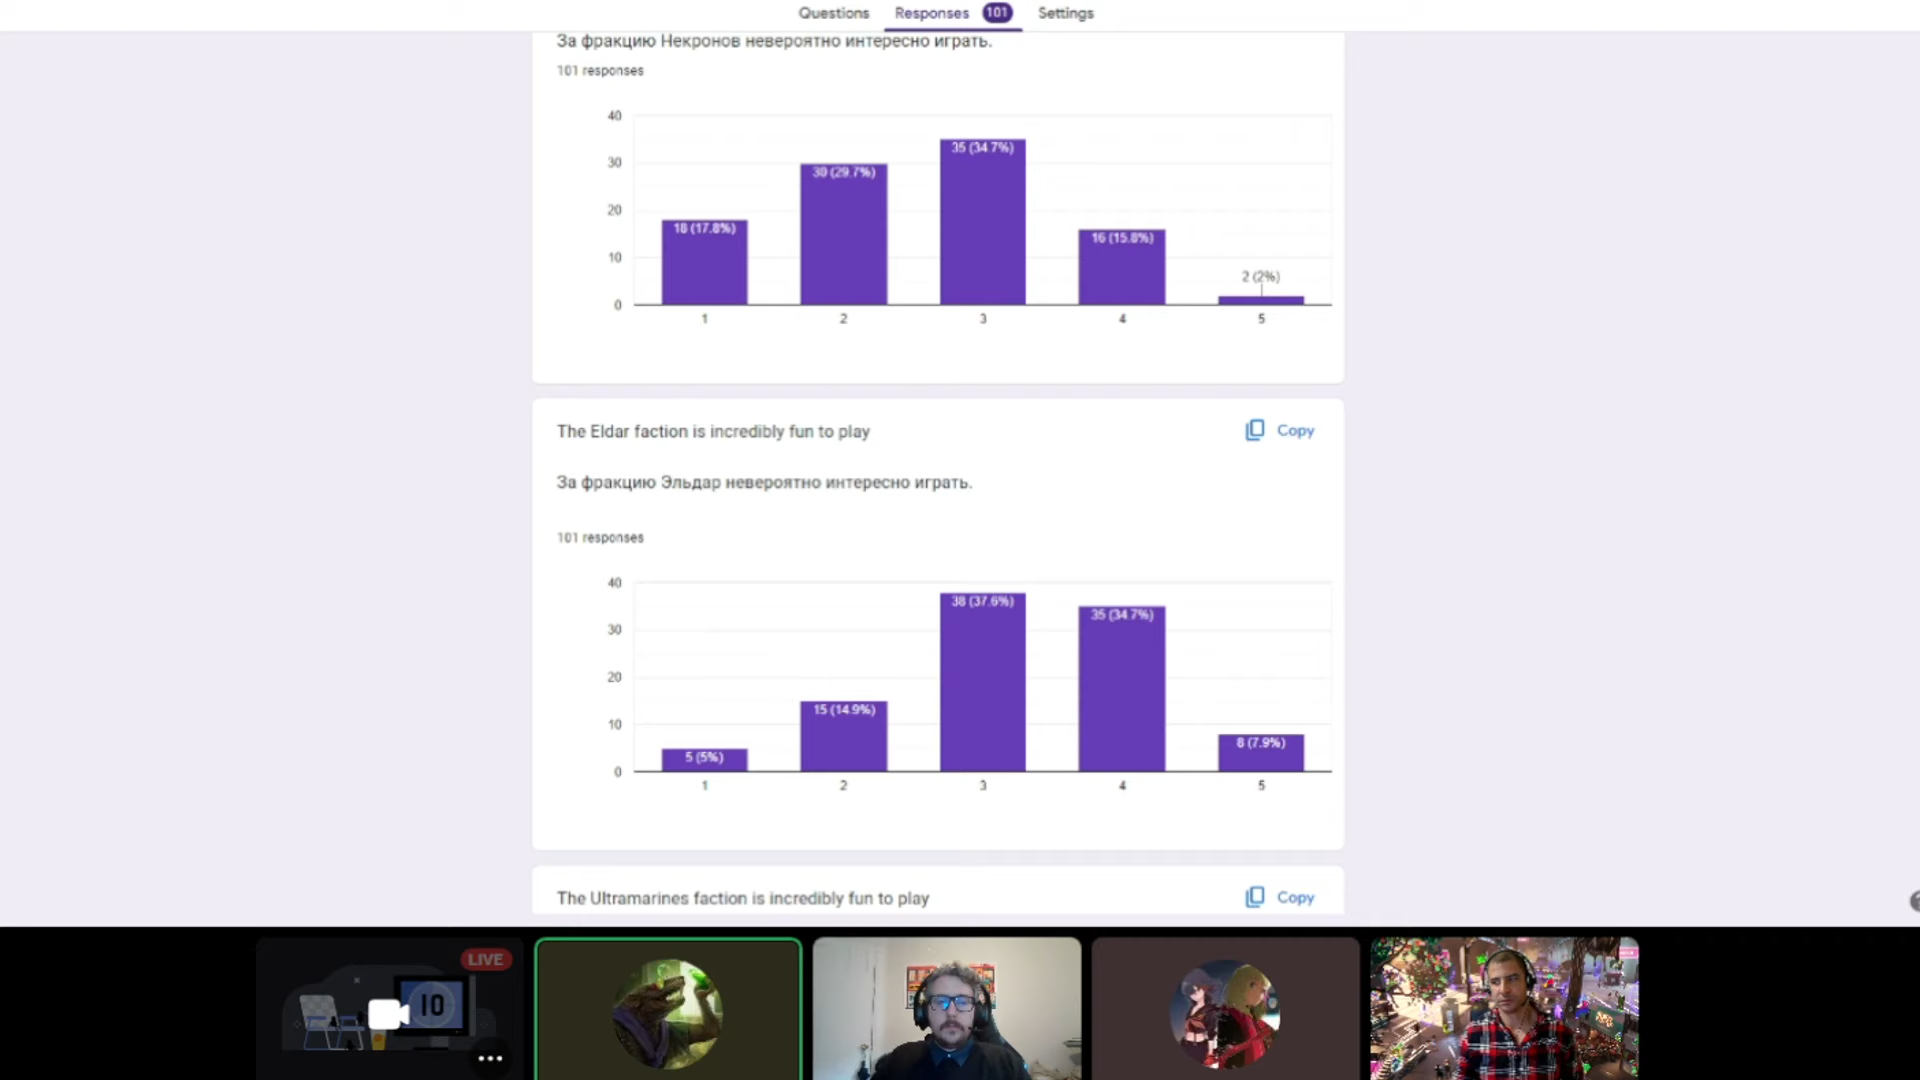 Questions
Responses 101
Settings
За фракцию Некронов невероятно интересно играть.
101 responses
40
30
20
10
0
18 (17.8%)
30 (29.7%)
35 (34.7%)
16 (15.8%)
2 (2%)
1 2 3 4 5
The Eldar faction is incredibly fun to play
Copy
За фракцию Эльдар невероятно интересно играть.
101 responses
40
30
20
10
0
5 (5%)
15 (14.9%)
38 (37.6%)
35 (34.7%)
8 (7.9%)
1 2 3 4 5
The Ultramarines faction is incredibly fun to play
Copy
LIVE
10